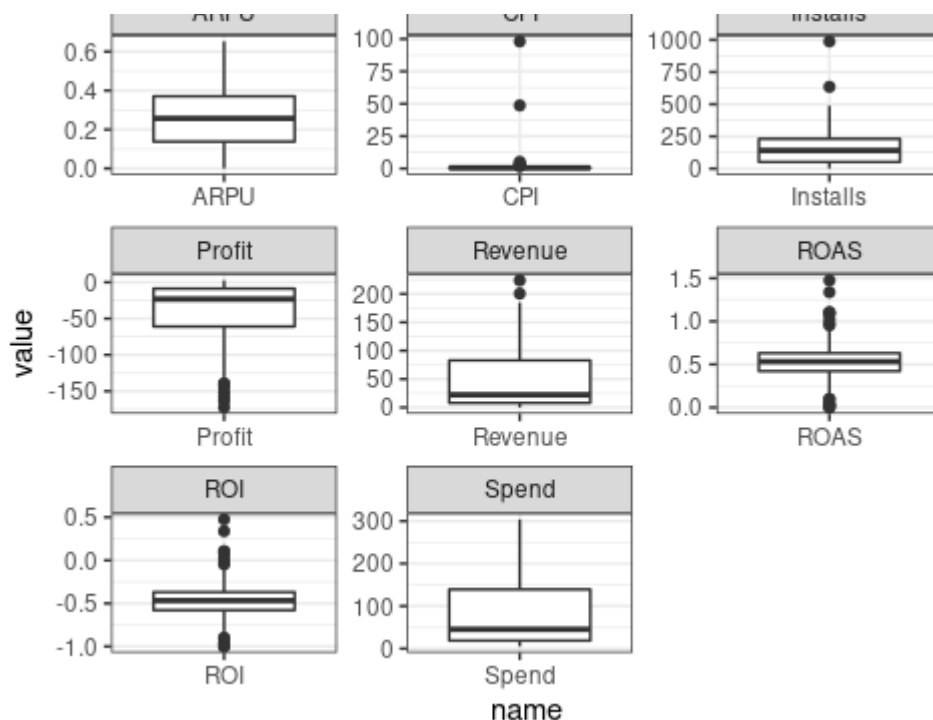 ARPU CPI Installs
0.6 100 1000
0.4 75 750
0.2 50 500
0.0 25 250
0 0
ARPU CPI Installs
Profit Revenue ROAS
0 200 1.5
-50 150 1.0
-100 100 0.5
-150 50 0.0
0
Profit Revenue ROAS
value
ROI Spend
0.5 300
0.0 200
-0.5 100
-1.0 0
ROI Spend
name